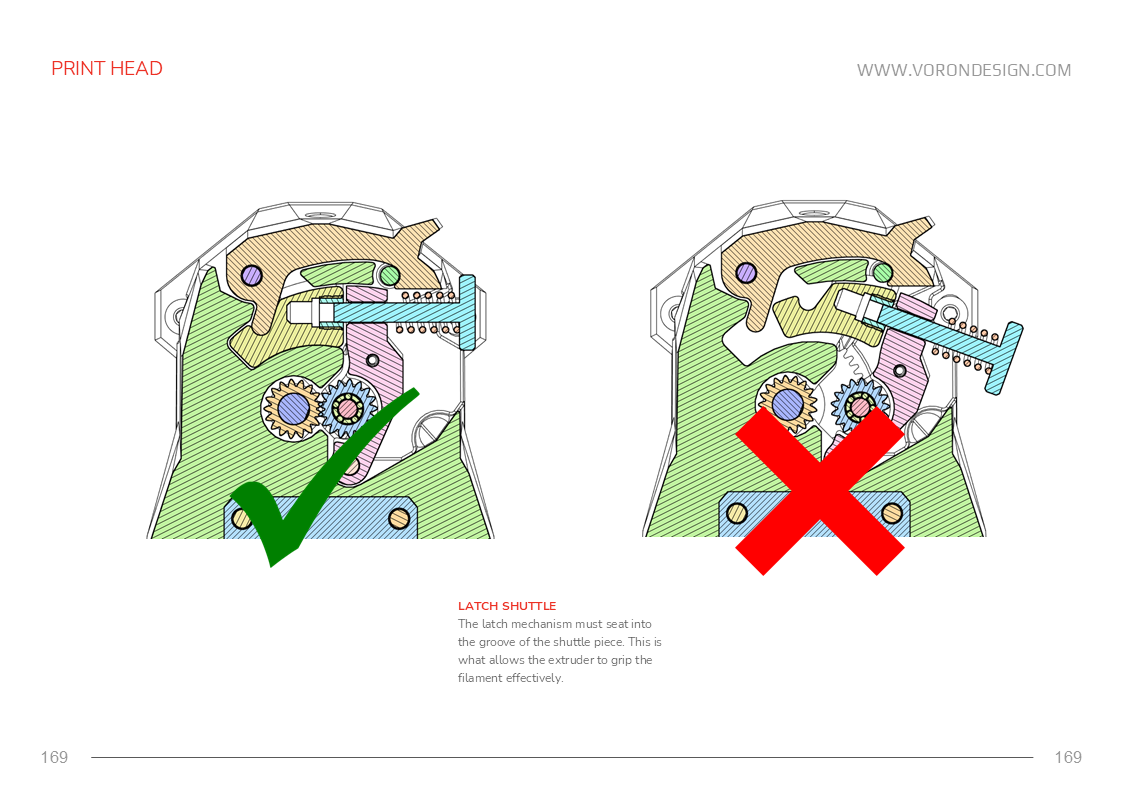 PRINT HEAD
WWW.VORONDESIGN.COM
LATCH SHUTTLE
The latch mechanism must seat into
the groove of the shuttle piece. This is
what allows the extruder to grip the
filament effectively.
169
169